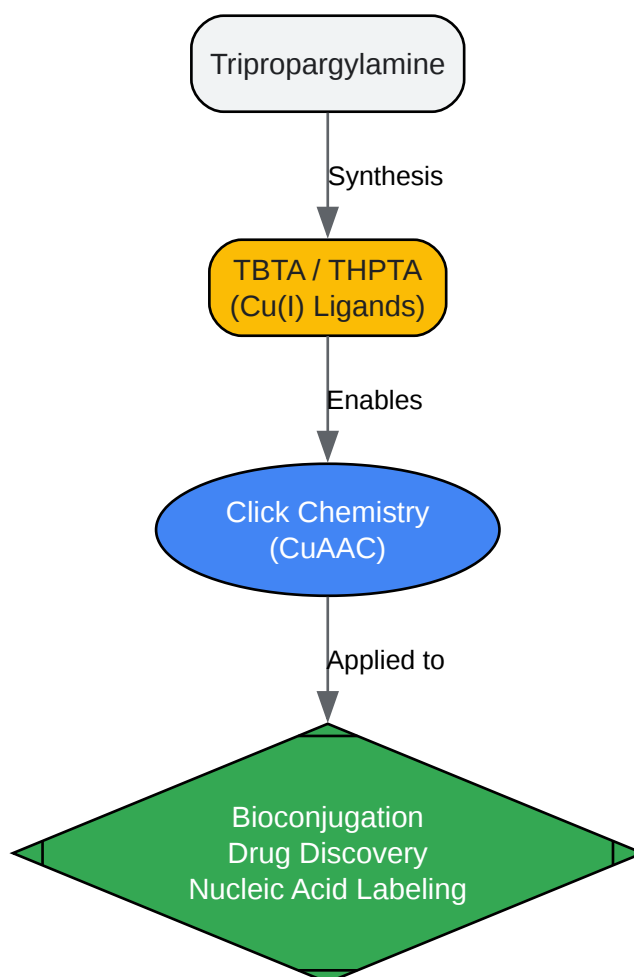 Tripropargylamine
Synthesis
TBTA / THPTA
(Cu(I) Ligands)
Enables
Click Chemistry
(CuAAC)
Applied to
Bioconjugation
Drug Discovery
Nucleic Acid Labeling